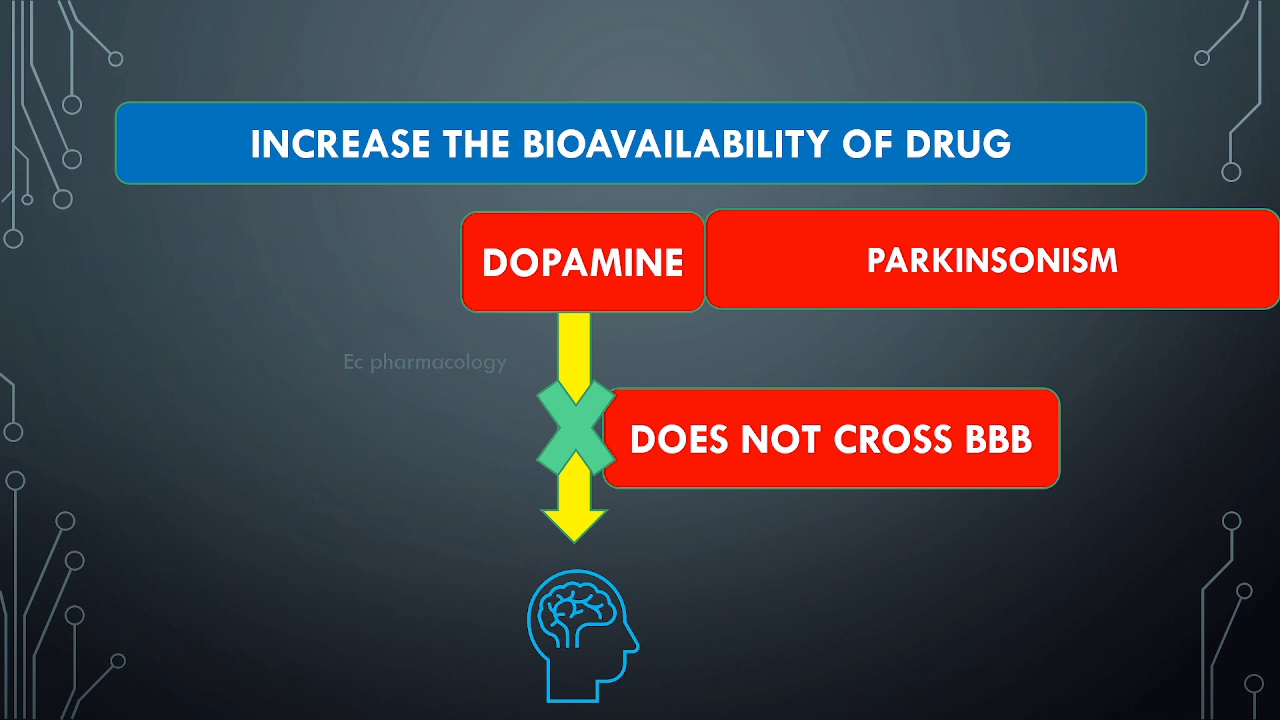 INCREASE THE BIOAVAILABILITY OF DRUG
DOPAMINE
PARKINSONISM
Ec pharmacology
DOES NOT CROSS BBB